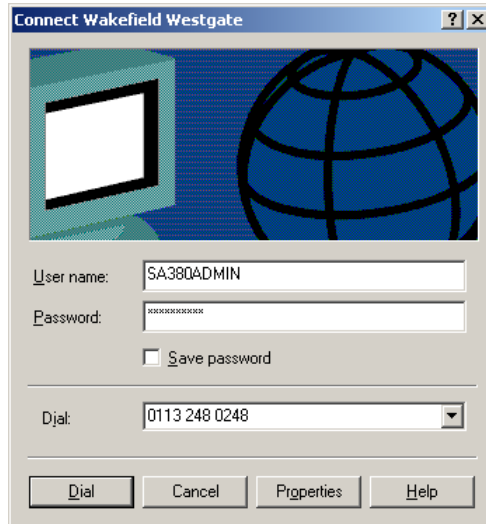 Connect Wakefield Westgate
User name: SA380ADMIN
Password: **********
Save password
Dial: 0113 248 0248
Dial Cancel Properties Help